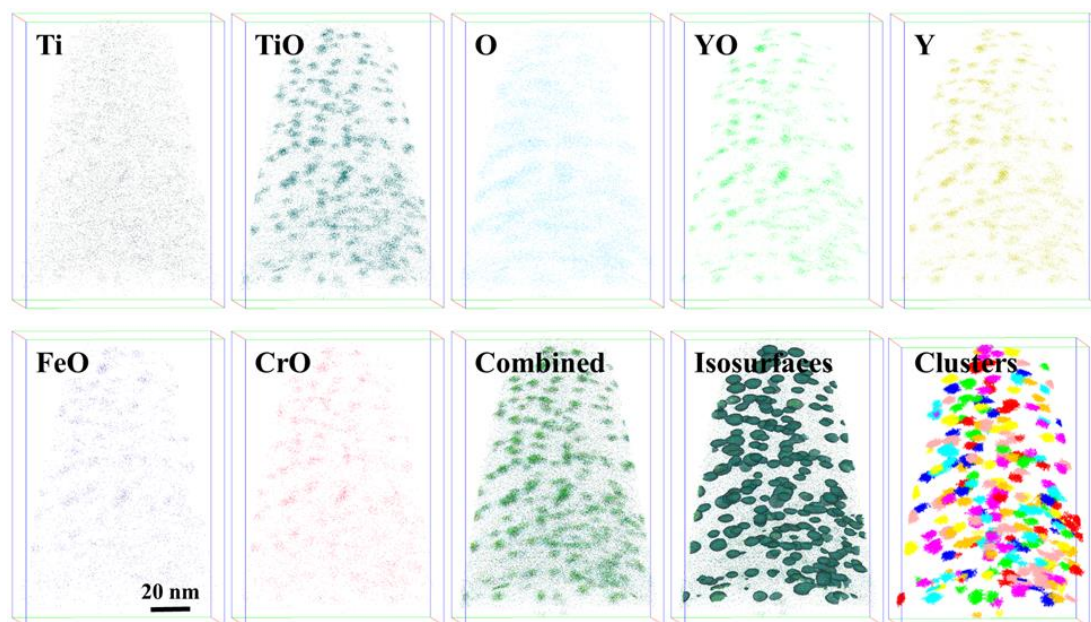 Ti
TiO
O
YO
Y
FeO
CrO
Combined
Isosurfaces
Clusters
20 nm